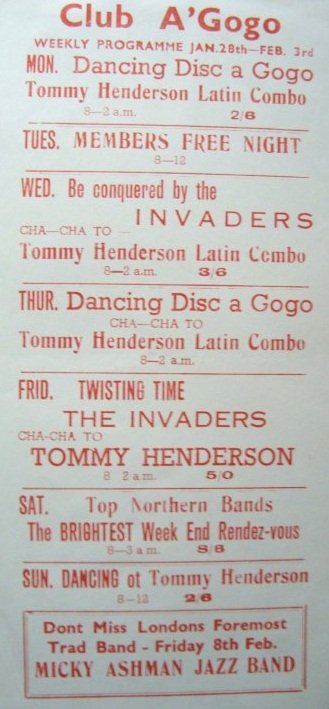 Club A'Gogo
WEEKLY PROGRAMME JAN.28th—FEB. 3rd
MON. Dancing Disc a Gogo
Tommy Henderson Latin Combo
8—2 a.m. 2/6
TUES. MEMBERS FREE NIGHT
8—12
WED. Be conquered by the
INVADERS
CHA—CHA TO —
Tommy Henderson Latin Combo
8—2 a.m. 3/6
THUR. Dancing Disc a Gogo
CHA—CHA TO
Tommy Henderson Latin Combo
8—2 a.m.
FRID. TWISTING TIME
THE INVADERS
CHA-CHA TO
TOMMY HENDERSON
8 2 a.m. 5/0
SAT. Top Northern Bands
The BRIGHTEST Week End Rendez-vous
8—3 a m. 8/6
SUN. DANCING ot Tommy Henderson
8—12 2/6
Dont Miss Londons Foremost
Trad Band - Friday 8th Feb.
MICKY ASHMAN JAZZ BAND